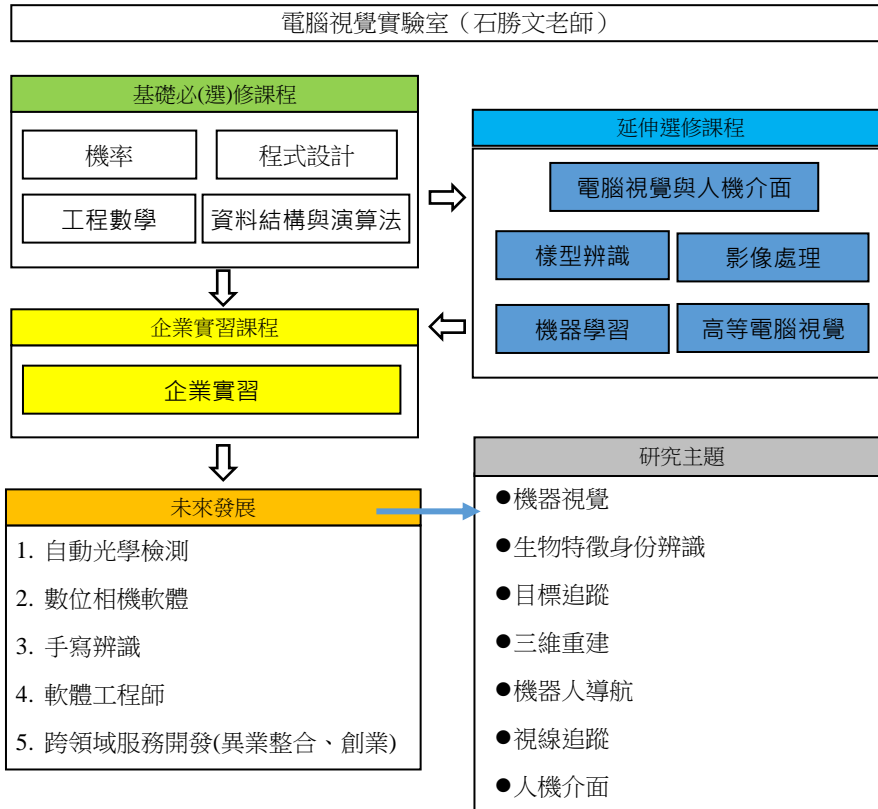 電腦視覺實驗室（石勝文老師）
基礎必(選)修課程
機率
程式設計
工程數學
資料結構與演算法
延伸選修課程
電腦視覺與人機介面
樣型辨識
影像處理
機器學習
高等電腦視覺
企業實習課程
企業實習
未來發展
1. 自動光學檢測
2. 數位相機軟體
3. 手寫辨識
4. 軟體工程師
5. 跨領域服務開發(異業整合、創業)
研究主題
●機器視覺
●生物特徵身份辨識
●目標追蹤
●三維重建
●機器人導航
●視線追蹤
●人機介面